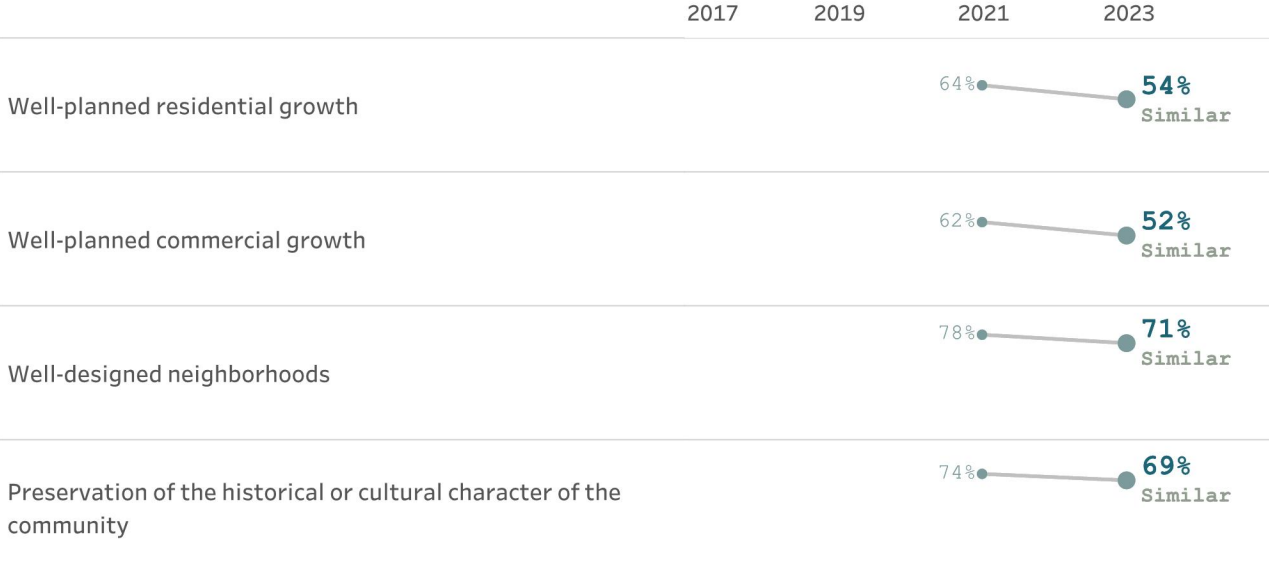 2017 2019 2021 2023
64% 54%
Well-planned residential growth
Similar
62% 52%
Well-planned commercial growth
Similar
78% 71%
Similar
Well-designed neighborhoods
74% 69%
Preservation of the historical or cultural character of the
Similar
community